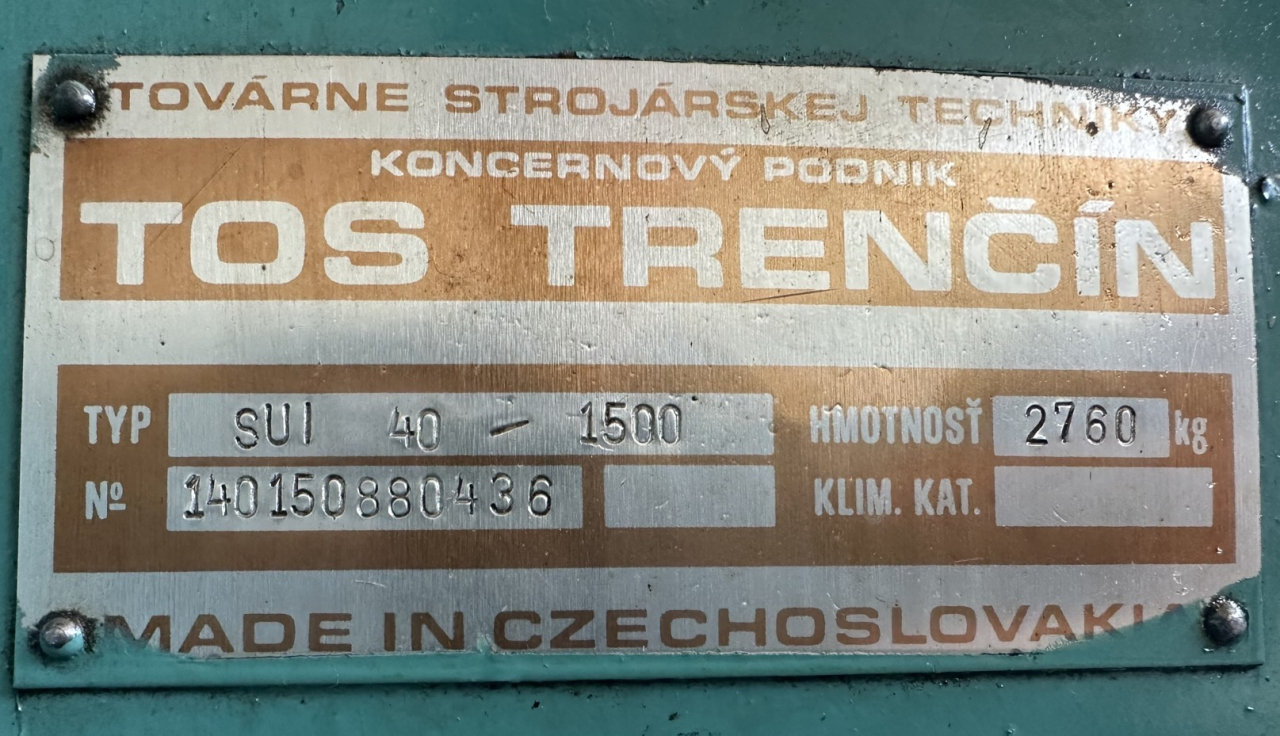 TOVÁRNE STROJÁRSKEJ TECHNIKY
KONCERNOVÝ PODNIK
TOS TRENČÍN
TYP SUI 40 - 1500 HMOTNOSŤ 2760 kg
Nº 140150880436 KLIM. KAT.
MADE IN CZECHOSLOVAKIA